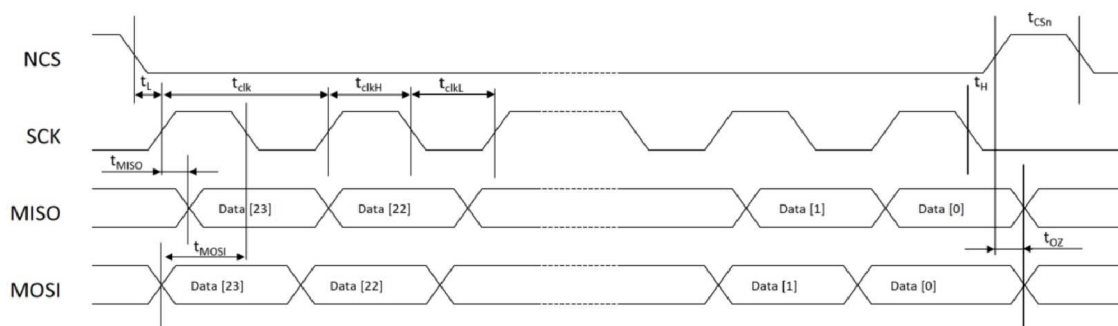 t_CSn
NCS
t_L t_clk t_clkH t_clkL t_H
SCK
t_MISO
MISO Data [23] Data [22] Data [1] Data [0]
t_MOSI t_OZ
MOSI Data [23] Data [22] Data [1] Data [0]